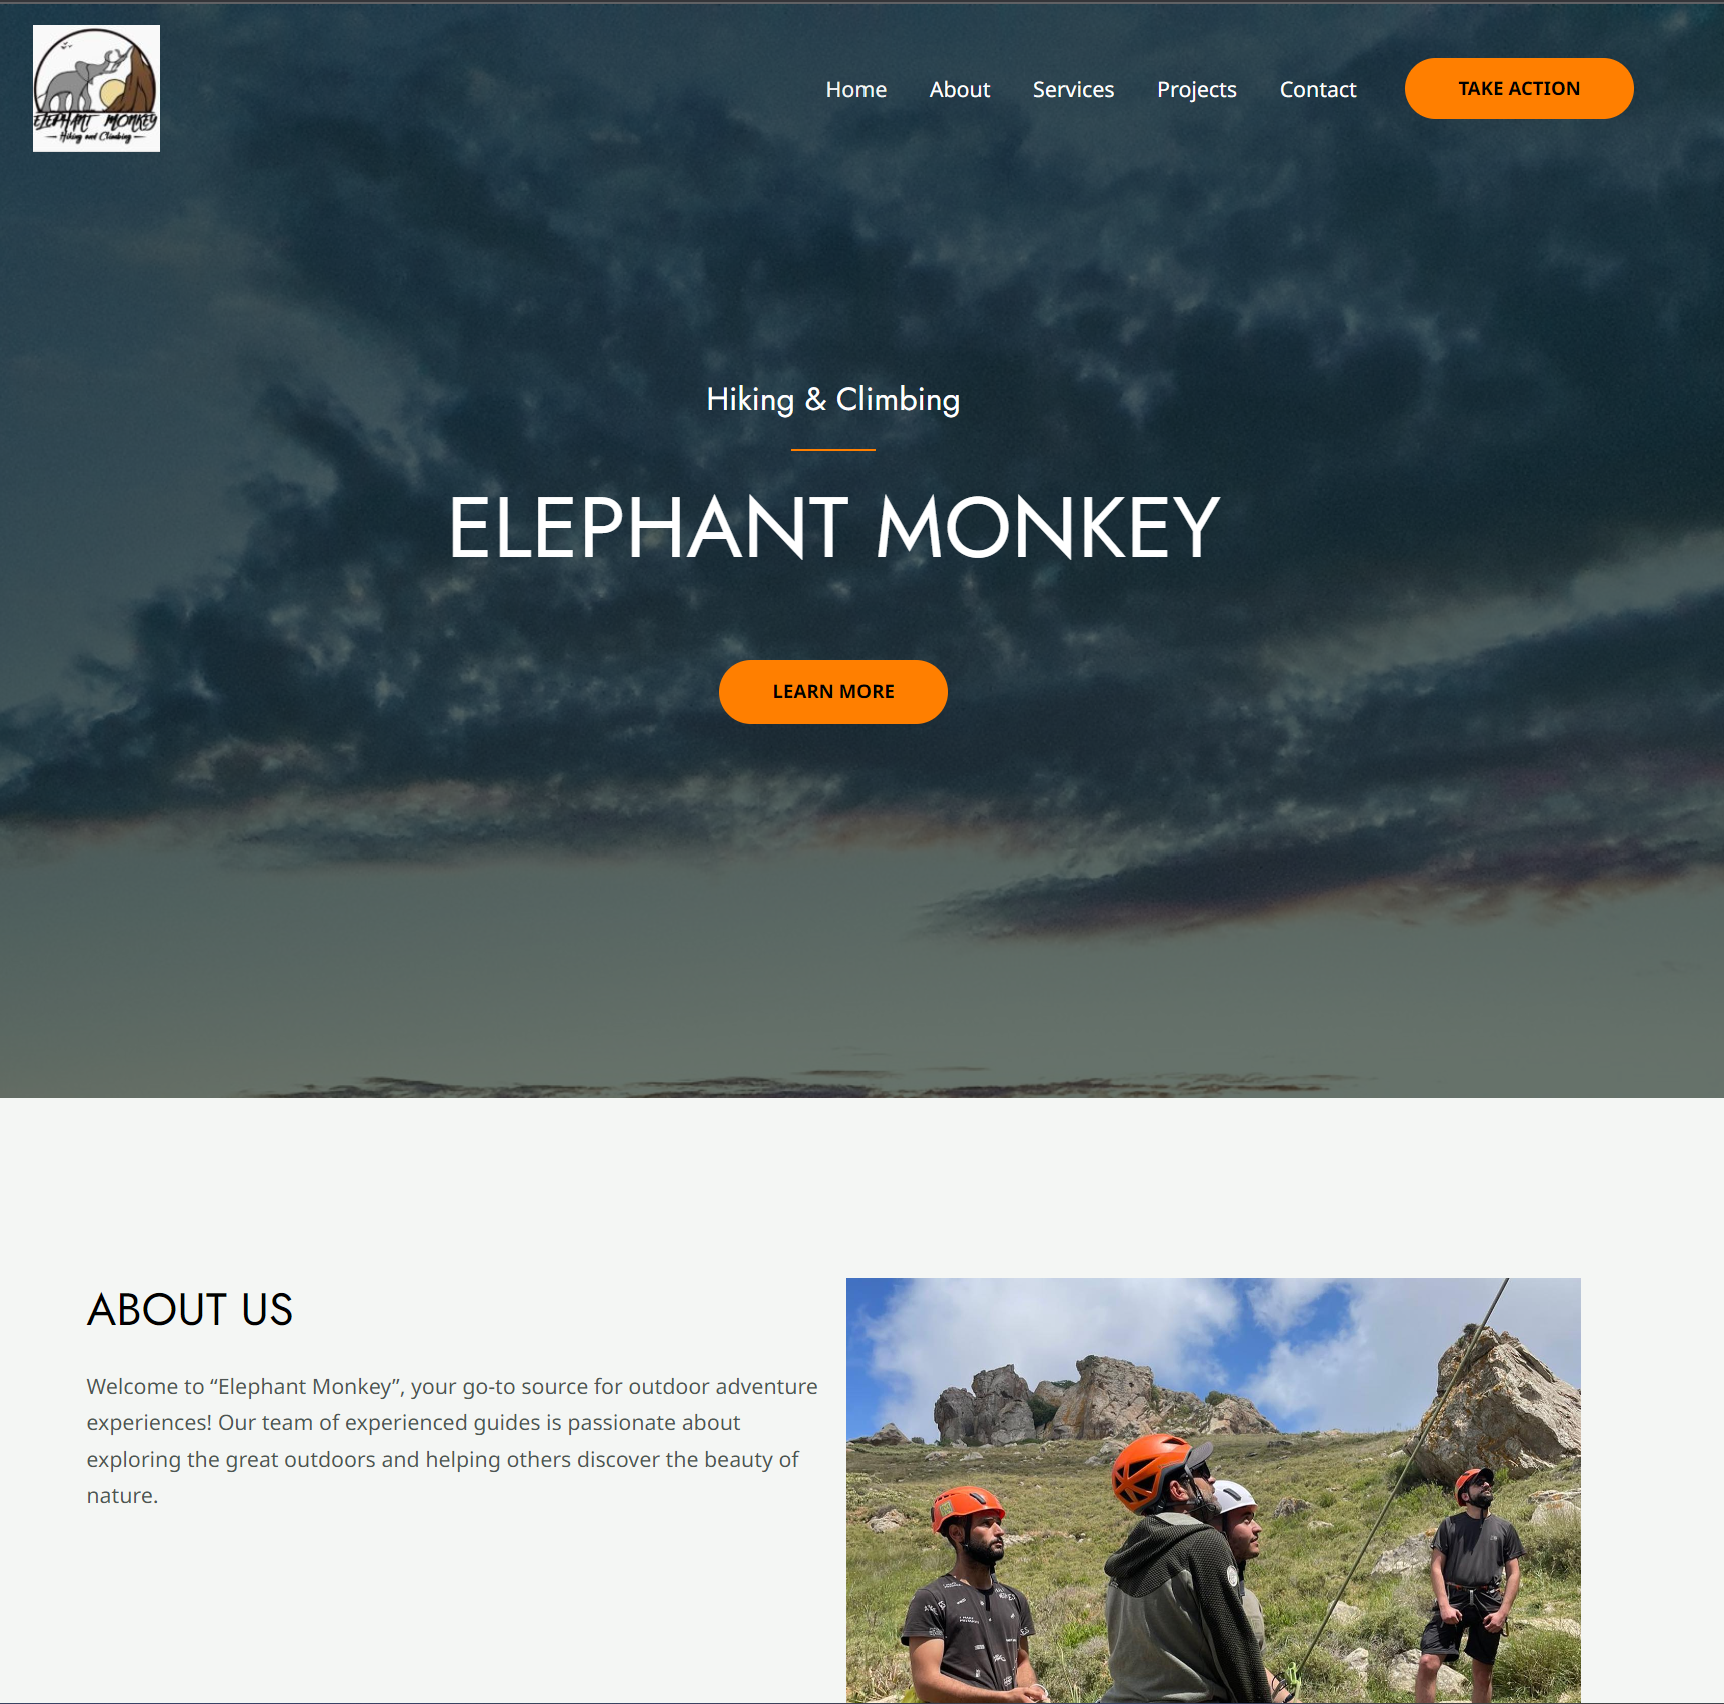 ELEPHANT MONKEY
Hiking and Climbing
Home About Services Projects Contact TAKE ACTION
Hiking & Climbing
ELEPHANT MONKEY
LEARN MORE
ABOUT US
Welcome to “Elephant Monkey”, your go-to source for outdoor adventure
experiences! Our team of experienced guides is passionate about
exploring the great outdoors and helping others discover the beauty of
nature.